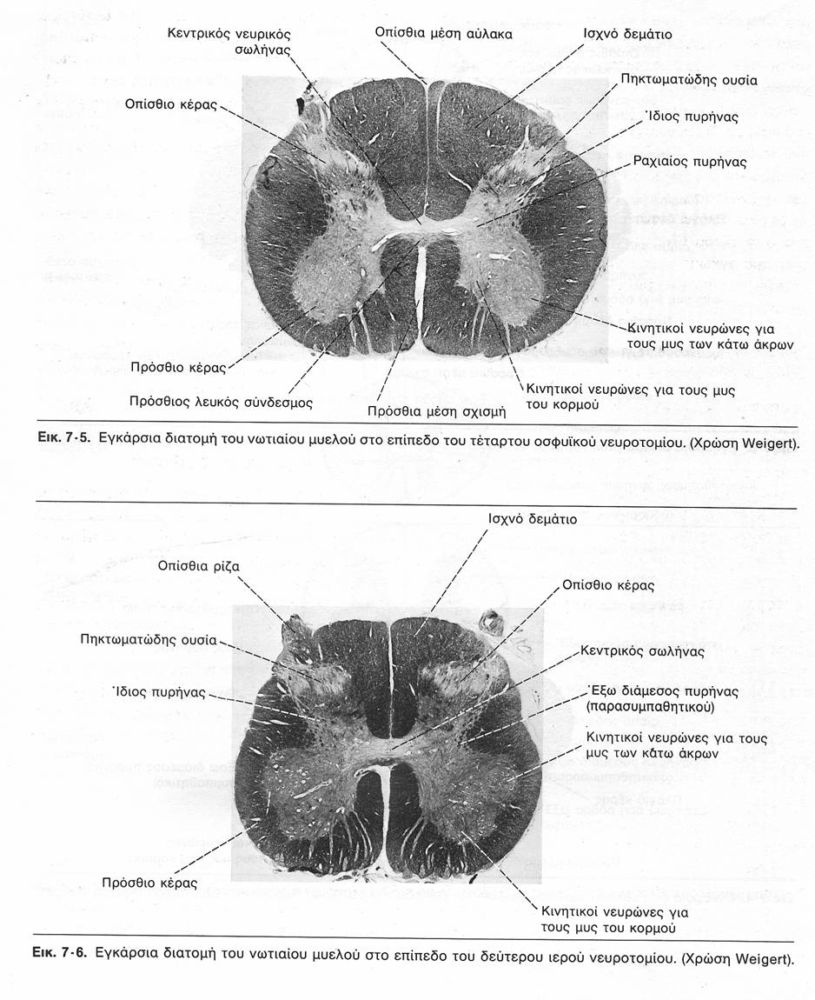 Κεντρικός νευρικός
σωλήνας
Οπίσθια μέση αύλακα
Ισχνό δεμάτιο
Πηκτωματώδης ουσία
Οπίσθιο κέρας
Ίδιος πυρήνας
Ραχιαίος πυρήνας
Κινητικοί νευρώνες για
τους μυς των κάτω άκρων
Πρόσθιο κέρας
Πρόσθιος λευκός σύνδεσμος
Πρόσθια μέση σχισμή
Κινητικοί νευρώνες για τους μυς
του κορμού
Εικ. 7-5. Εγκάρσια διατομή του νωτιαίου μυελού στο επίπεδο του τέταρτου οσφυϊκού νευροτομίου. (Χρώση Weigert).
Ισχνό δεμάτιο
Οπίσθια ρίζα
Οπίσθιο κέρας
Πηκτωματώδης ουσία
Κεντρικός σωλήνας
Ίδιος πυρήνας
Έξω διάμεσος πυρήνας
(παρασυμπαθητικού)
Κινητικοί νευρώνες για τους
μυς των κάτω άκρων
Πρόσθιο κέρας
Κινητικοί νευρώνες για
τους μυς του κορμού
Εικ. 7-6. Εγκάρσια διατομή του νωτιαίου μυελού στο επίπεδο του δεύτερου ιερού νευροτομίου. (Χρώση Weigert).